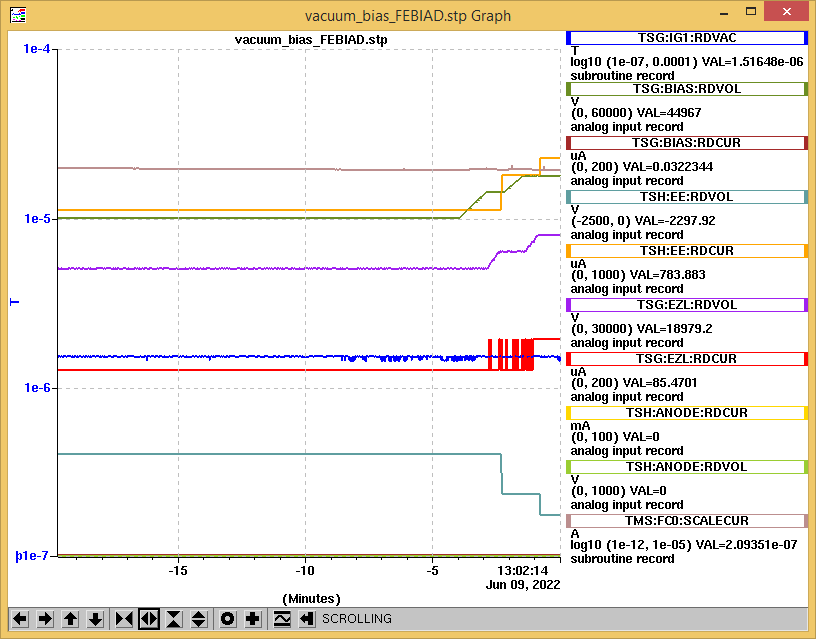 vacuum_bias_FEBIAD.stp Graph
vacuum_bias_FEBIAD.stp
1e-4
1e-5
T
1e-6
1e-7
-15
-10
-5
13:02:14
Jun 09, 2022
(Minutes)
TSG:IG1:RDVAC
T
log10 (1e-07, 0.0001) VAL=1.51648e-06
subroutine record
TSG:BIAS:RDVOL
V
(0, 60000) VAL=44967
analog input record
TSG:BIAS:RDCUR
uA
(0, 200) VAL=0.0322344
analog input record
TSH:EE:RDVOL
V
(-2500, 0) VAL=-2297.92
analog input record
TSH:EE:RDCUR
uA
(0, 1000) VAL=783.883
analog input record
TSG:EZL:RDVOL
V
(0, 30000) VAL=18979.2
analog input record
TSG:EZL:RDCUR
uA
(0, 200) VAL=85.4701
analog input record
TSH:ANODE:RDCUR
mA
(0, 100) VAL=0
analog input record
TSH:ANODE:RDVOL
V
(0, 1000) VAL=0
analog input record
TMS:FC0:SCALECUR
A
log10 (1e-12, 1e-05) VAL=2.09351e-07
subroutine record
SCROLLING